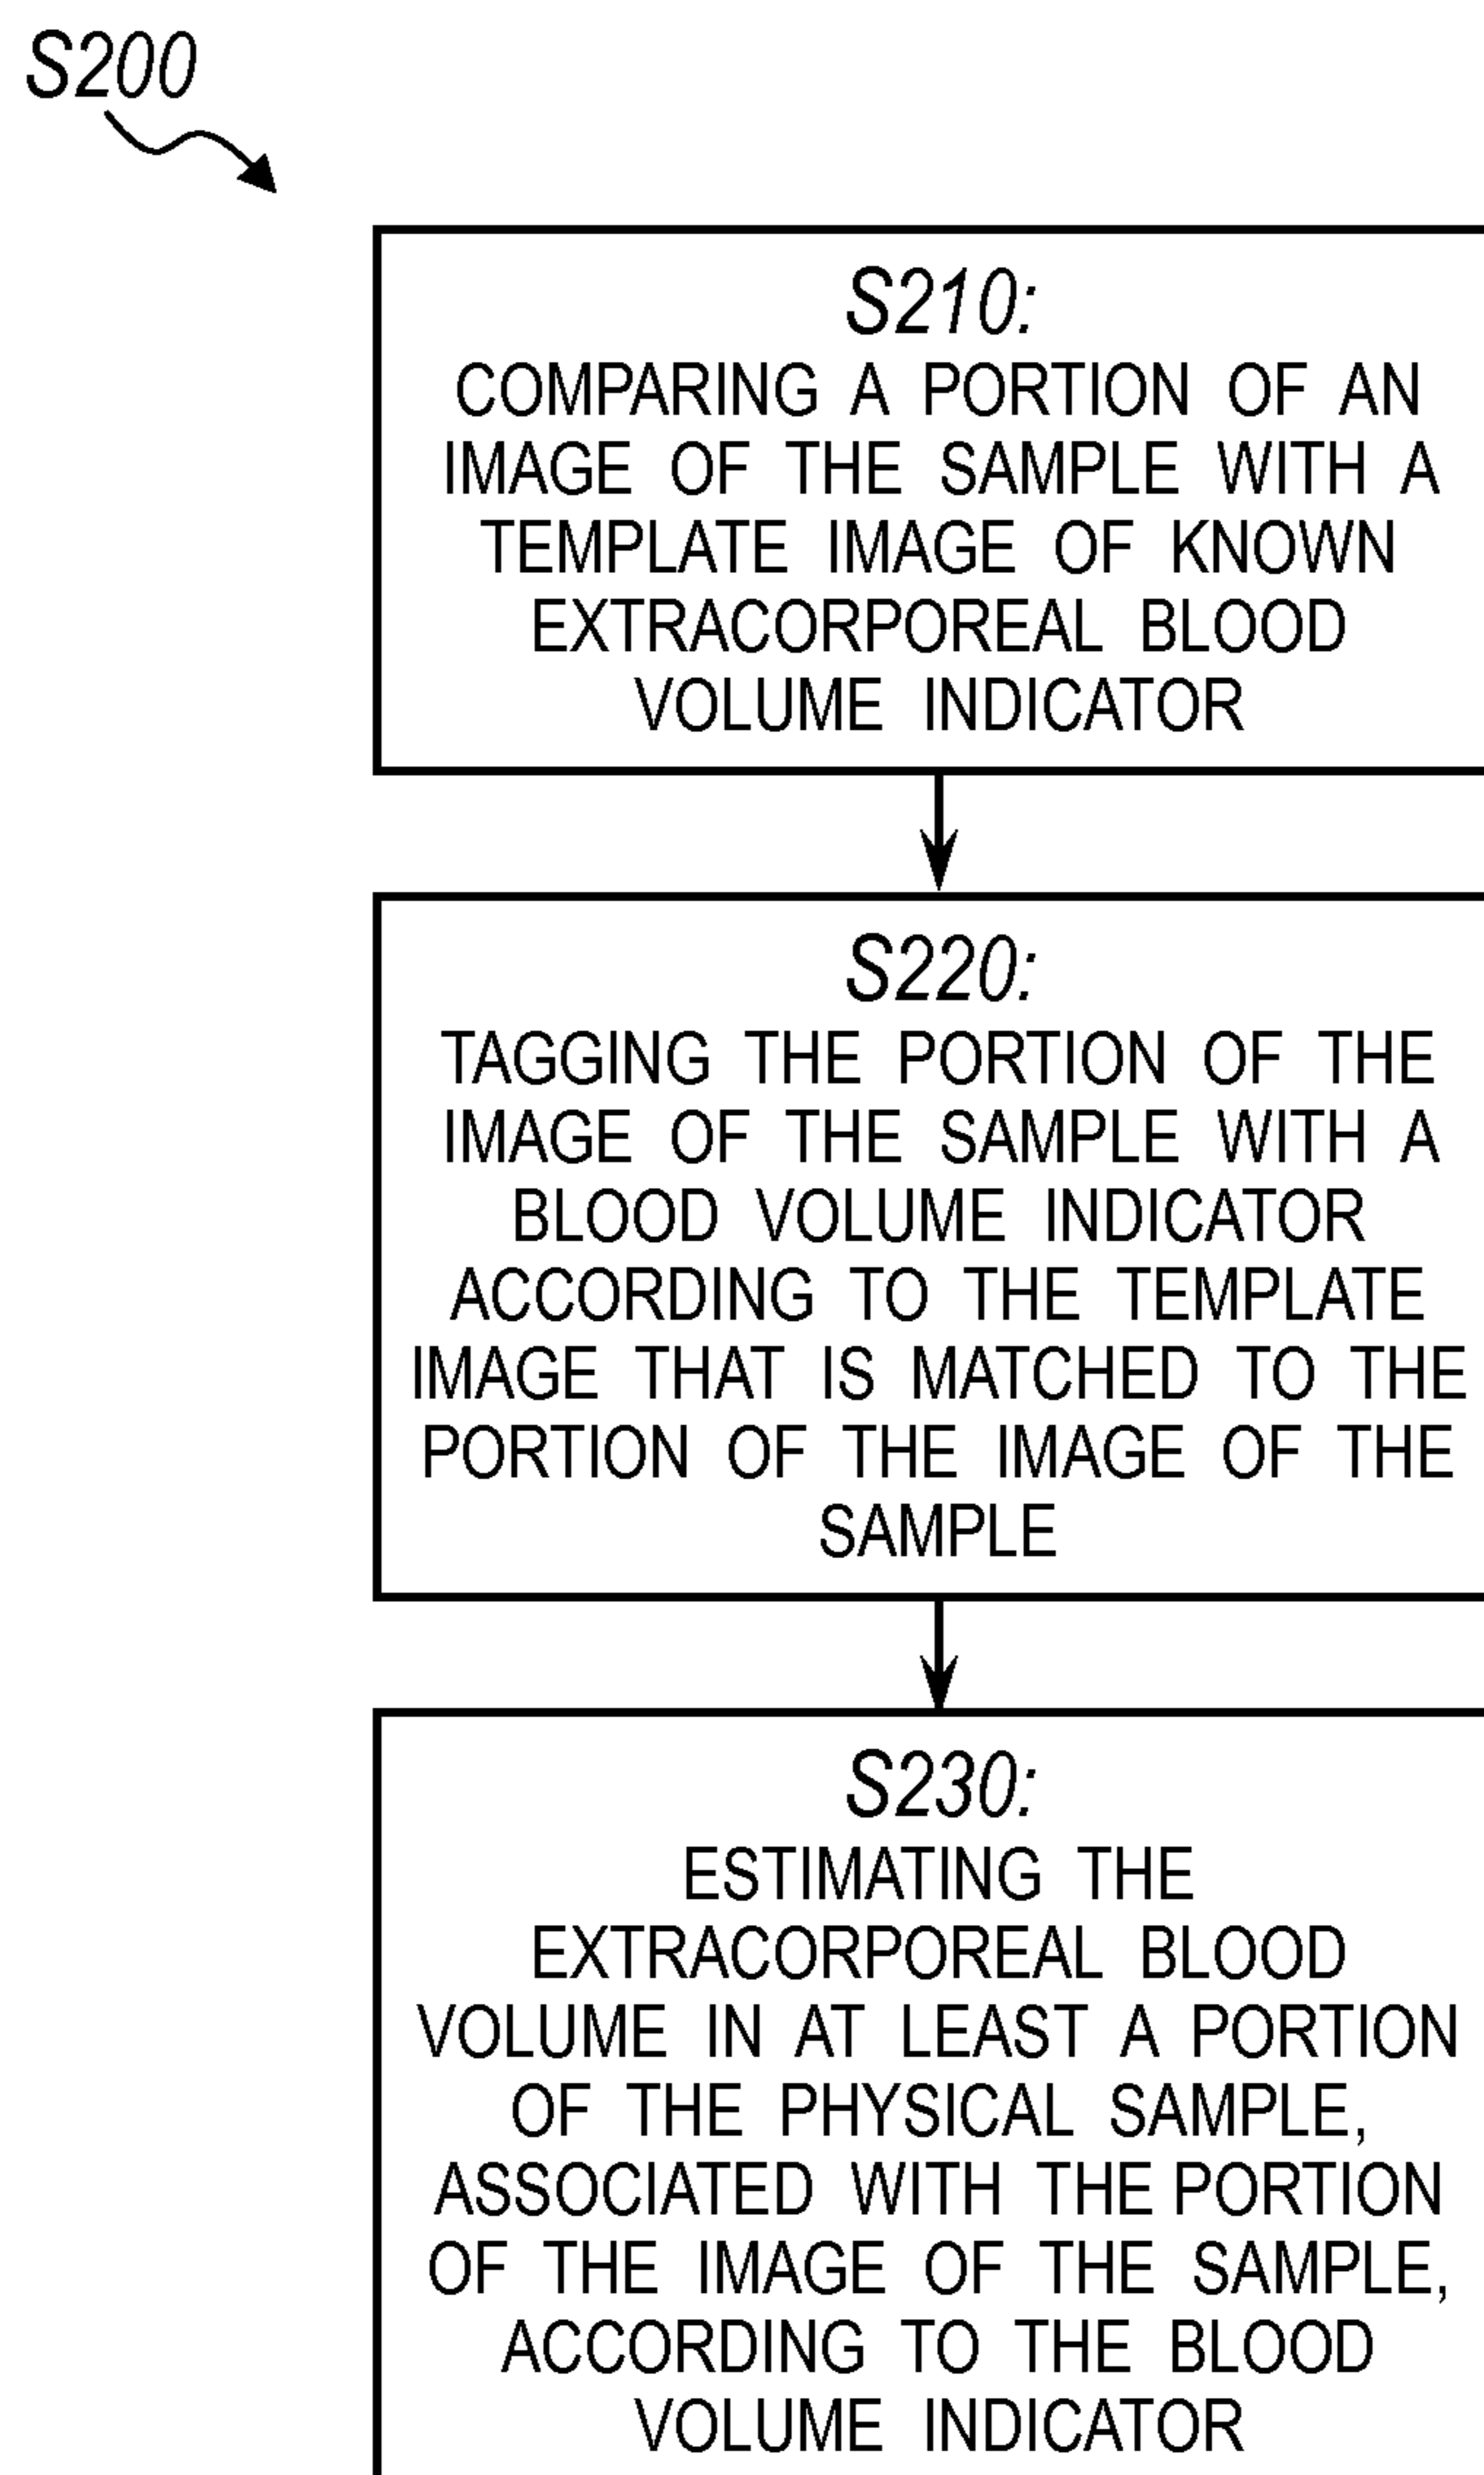 S200
S210:
COMPARING A PORTION OF AN
IMAGE OF THE SAMPLE WITH A
TEMPLATE IMAGE OF KNOWN
EXTRACORPOREAL BLOOD
VOLUME INDICATOR
S220:
TAGGING THE PORTION OF THE
IMAGE OF THE SAMPLE WITH A
BLOOD VOLUME INDICATOR
ACCORDING TO THE TEMPLATE
IMAGE THAT IS MATCHED TO THE
PORTION OF THE IMAGE OF THE
SAMPLE
S230:
ESTIMATING THE
EXTRACORPOREAL BLOOD
VOLUME IN AT LEAST A PORTION
OF THE PHYSICAL SAMPLE,
ASSOCIATED WITH THE PORTION
OF THE IMAGE OF THE SAMPLE,
ACCORDING TO THE BLOOD
VOLUME INDICATOR